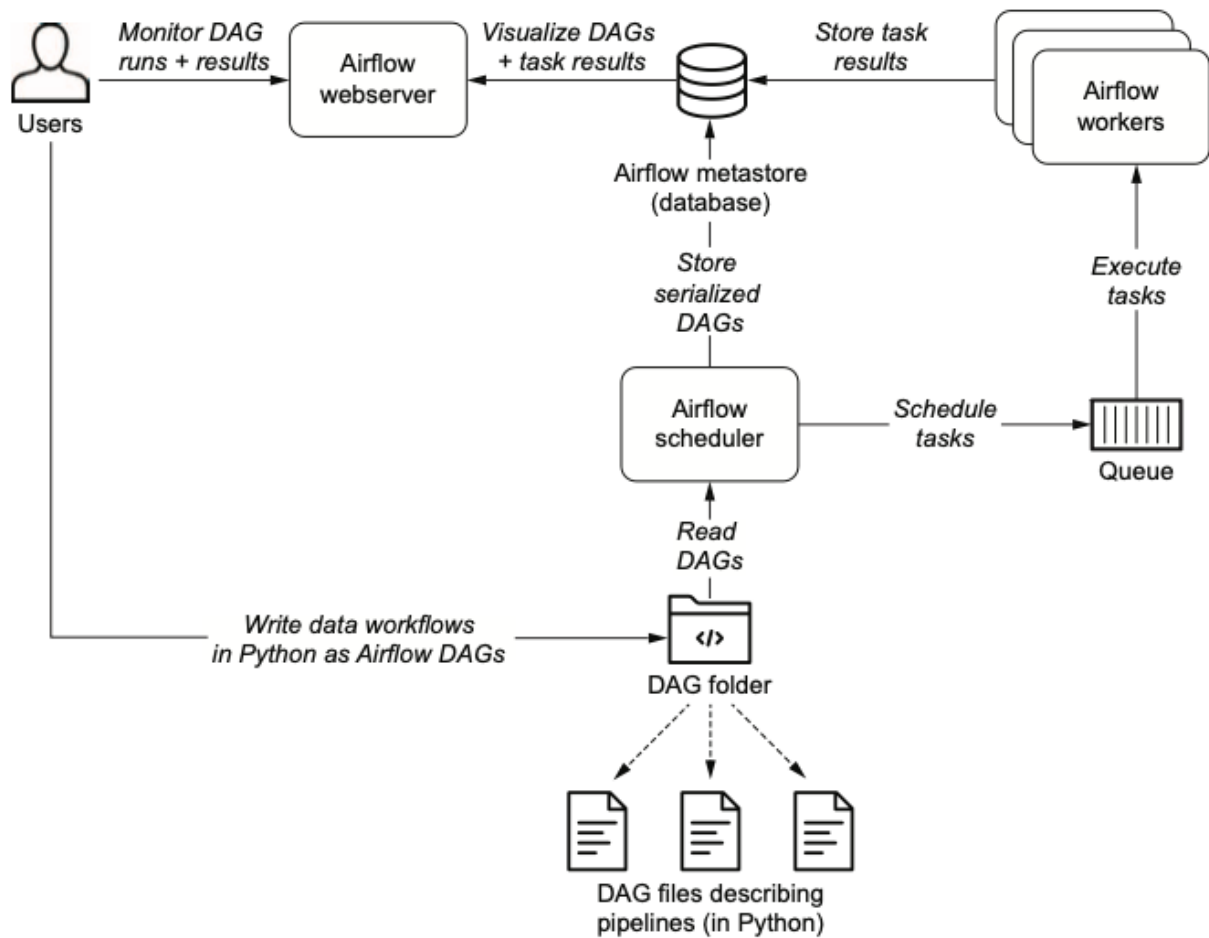 Monitor DAG
runs + results
Users
Airflow
webserver
Visualize DAGs
+ task results
Store task
results
Airflow
workers
Airflow metastore
(database)
Store
serialized
DAGs
Execute
tasks
Airflow
scheduler
Schedule
tasks
Queue
Read
DAGs
Write data workflows
in Python as Airflow DAGs
</>
DAG folder
DAG files describing
pipelines (in Python)